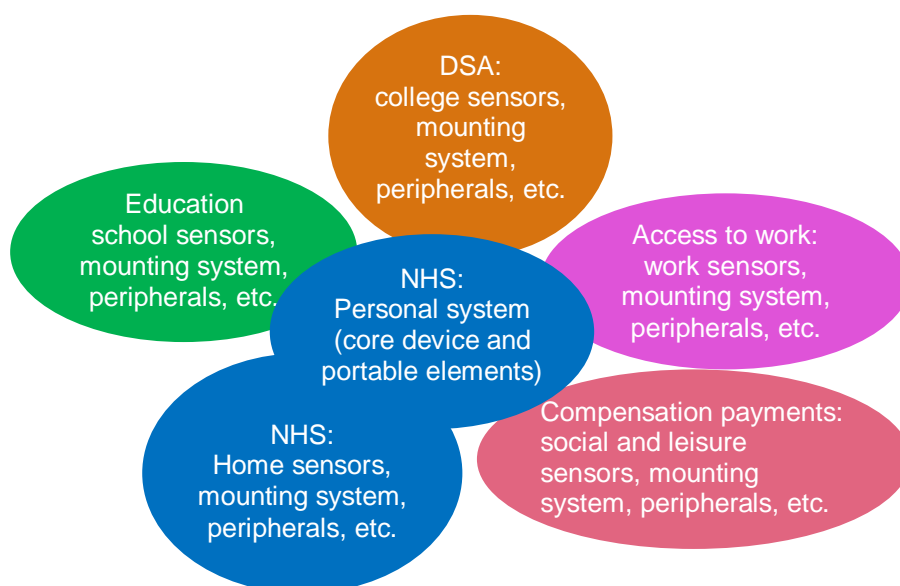 DSA:
college sensors,
mounting
system,
peripherals, etc.
Education
school sensors,
mounting system,
peripherals, etc.
Access to work:
work sensors,
mounting system,
peripherals, etc.
NHS:
Personal system
(core device and
portable elements)
Compensation payments:
social and leisure
sensors, mounting
system, peripherals, etc.
NHS:
Home sensors,
mounting system,
peripherals, etc.